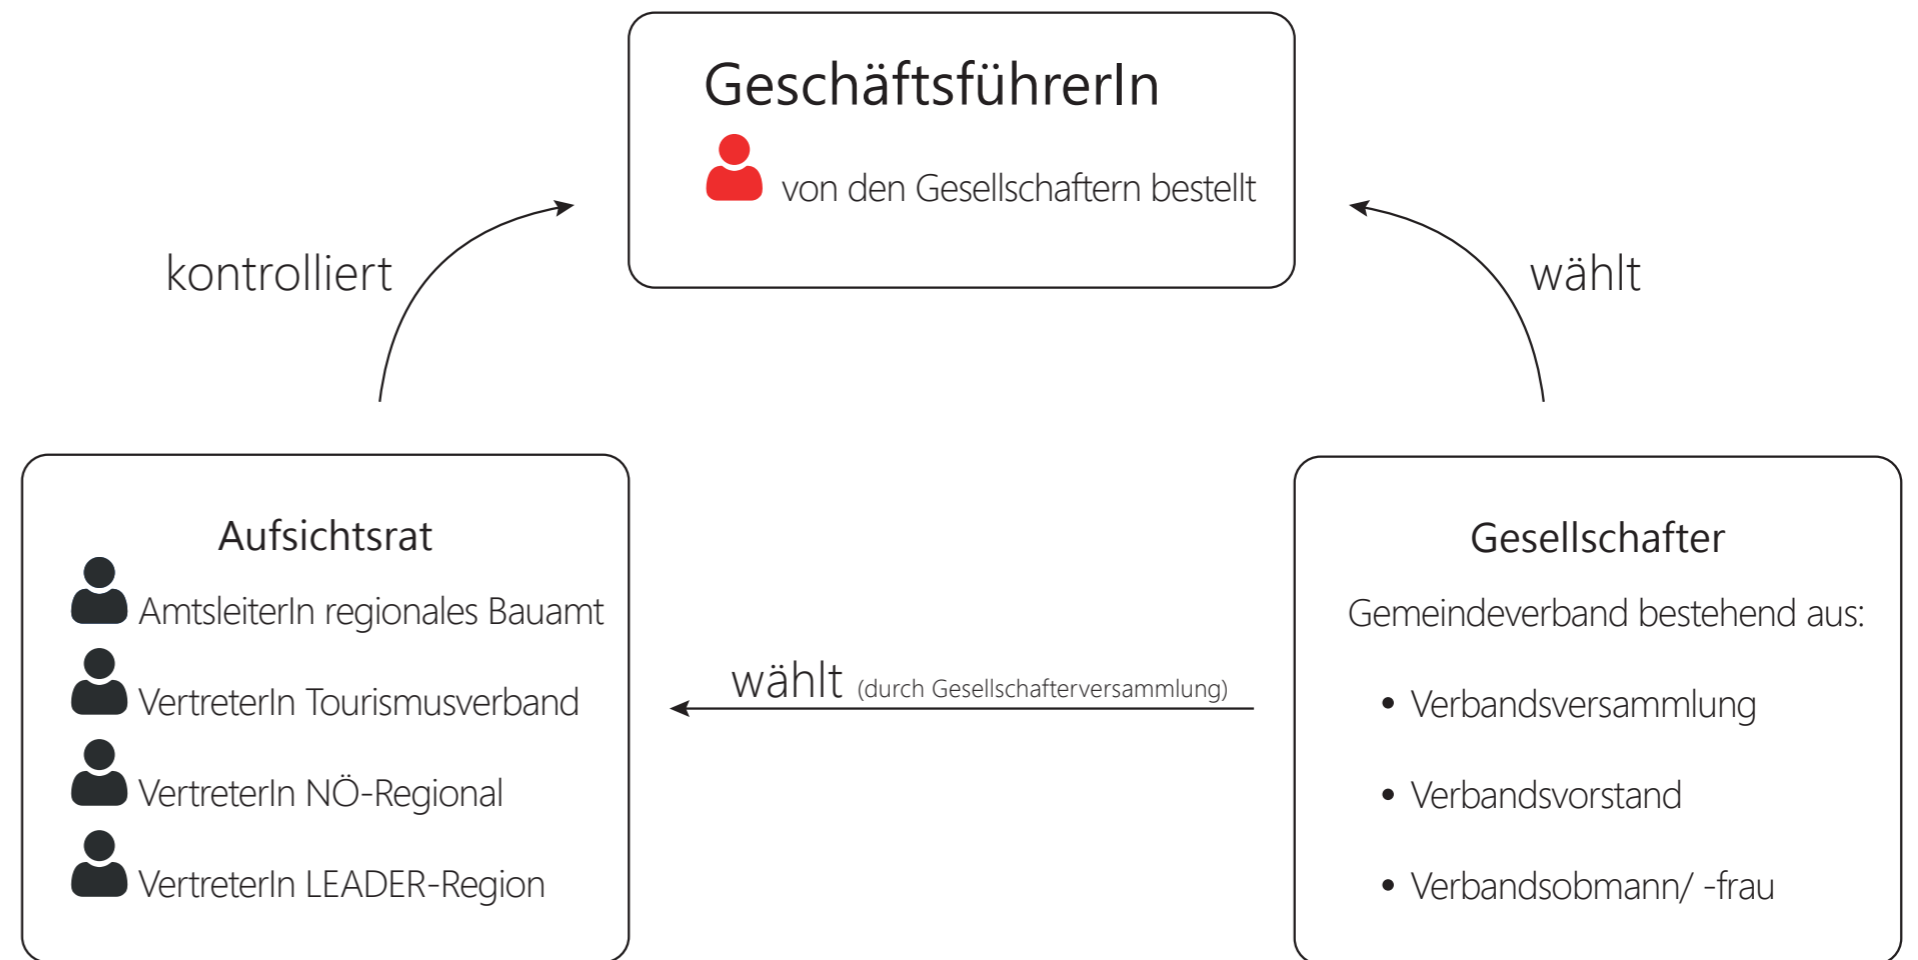 GeschäftsführerIn
von den Gesellschaftern bestellt
kontrolliert
wählt
Aufsichtsrat
AmtsleiterIn regionales Bauamt
VertreterIn Tourismusverband
VertreterIn NÖ-Regional
VertreterIn LEADER-Region
wählt (durch Gesellschafterversammlung)
Gesellschafter
Gemeindeverband bestehend aus:
• Verbandsversammlung
• Verbandsvorstand
• Verbandsobmann/ -frau